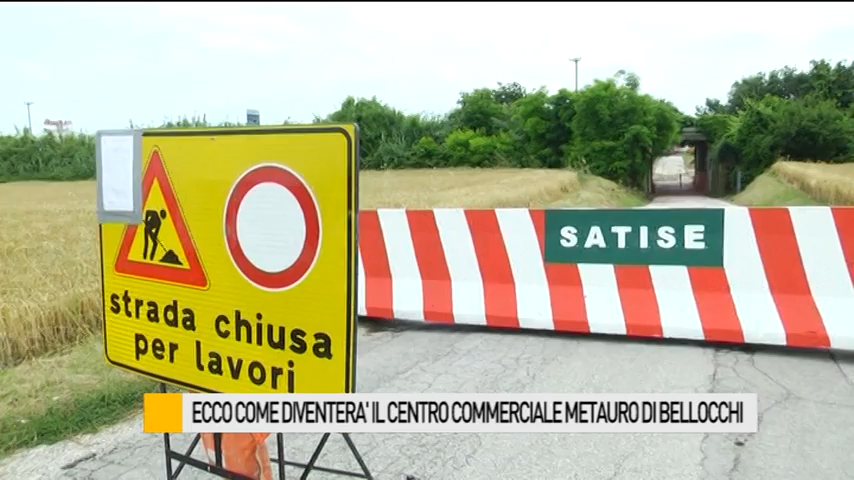 SATISE
strada chiusa
per lavori
ECCO COME DIVENTERA' IL CENTRO COMMERCIALE METAURO DI BELLOCCHI